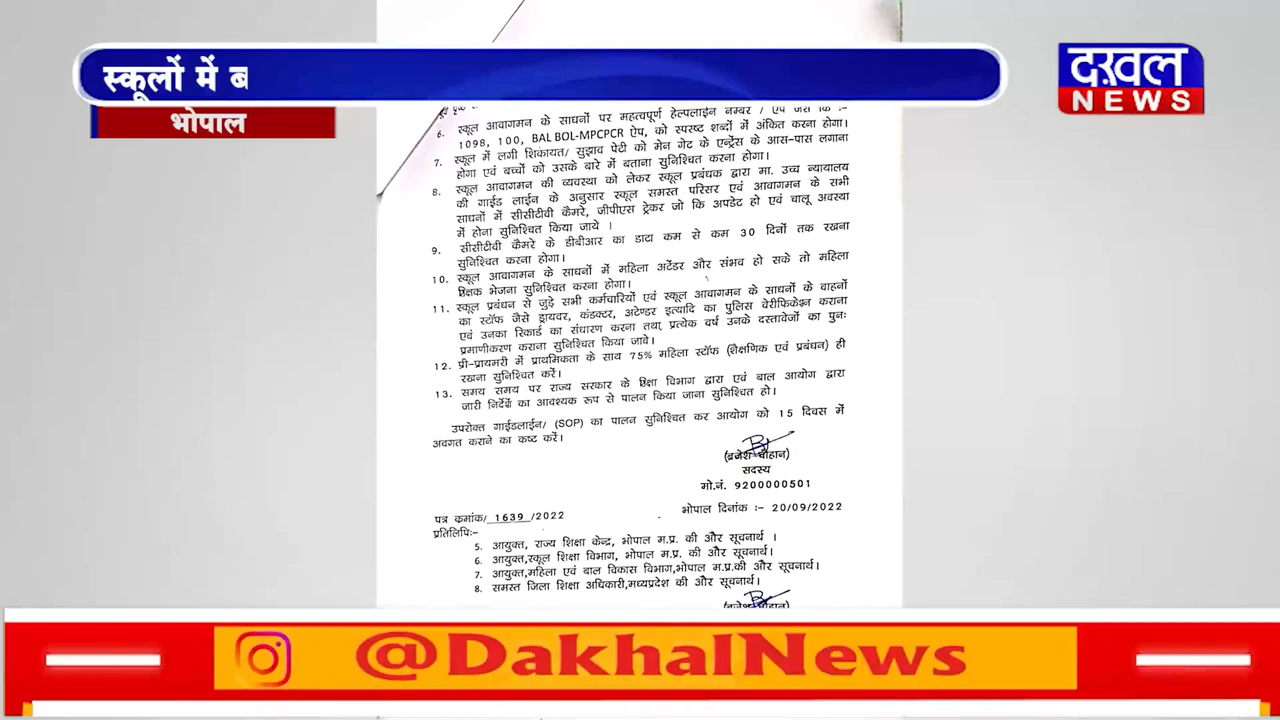 स्कूलों में ब
भोपाल
दख़ल
NEWS
6. स्कूल आवागमन के साधनों पर महत्वपूर्ण हेल्पलाईन नम्बर / ऐप जैसे कि :-
1098, 100, BAL BOL-MPCPCR ऐप, को स्परष्ट शब्दों में अंकित करना होगा।
7. स्कूल में लगी शिकायत/ सुझाव पेटी को मेन गेट के एन्ट्रेंस के आस-पास लगाना
होगा एवं बच्चों को उसके बारे में बताना सुनिश्चित करना होगा।
8. स्कूल आवागमन की व्यवस्था को लेकर स्कूल प्रबंधक द्वारा मा. उच्च न्यायालय
की गाईड लाईन के अनुसार स्कूल समस्त परिसर एवं आवागमन के सभी
साधनों में सीसीटीवी कैमरे, जीपीएस ट्रेकर जो कि अपडेट हो एवं चालू अवस्था
में होना सुनिश्चित किया जाये ।
9. सीसीटीवी कैमरे के डीबीआर का डाटा कम से कम 30 दिनों तक रखना
सुनिश्चित करना होगा।
10. स्कूल आवागमन के साधनों में महिला अटेंडर और संभव हो सके तो महिला
शिक्षक भेजना सुनिश्चित करना होगा।
11. स्कूल प्रबंधन से जुड़े सभी कर्मचारियों एवं स्कूल आवागमन के साधनों के वाहनों
का स्टॉफ जैसे ड्रायवर, कंडक्टर, अटेण्डर इत्यादि का पुलिस वेरीफिकेशन कराना
एवं उनका रिकार्ड का संधारण करना तथा, प्रत्येक वर्ष उनके दस्तावेजों का पुनः
प्रमाणीकरण कराना सुनिश्चित किया जावे।
12. प्री-प्रायमरी में प्राथमिकता के साथ 75% महिला स्टॉफ (शैक्षणिक एवं प्रबंधन) ही
रखना सुनिश्चित करें।
13. समय समय पर राज्य सरकार के शिक्षा विभाग द्वारा एवं बाल आयोग द्वारा
जारी निर्देश का आवश्यक रूप से पालन किया जाना सुनिश्चित हो।
उपरोक्त गाईडलाईन/ (SOP) का पालन सुनिश्चित कर आयोग को 15 दिवस में
अवगत कराने का कष्ट करें।
(ब्रजेश चौहान)
सदस्य
मो.नं. 9200000501
पत्र क्रमांक/ 1639 /2022
भोपाल दिनांक :- 20/09/2022
प्रतिलिपिः-
5. आयुक्त, राज्य शिक्षा केन्द्र, भोपाल म.प्र. की और सूचनार्थ ।
6. आयुक्त,स्कूल शिक्षा विभाग, भोपाल म.प्र. की और सूचनार्थ।
7. आयुक्त,महिला एवं बाल विकास विभाग,भोपाल म.प्र.की और सूचनार्थ।
8. समस्त जिला शिक्षा अधिकारी,मध्यप्रदेश की और सूचनार्थ।
(ब्रजेश चौहान)
@DakhalNews